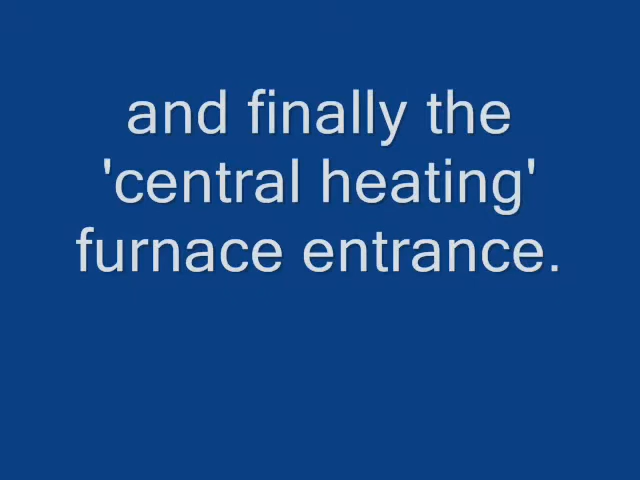 and finally the
'central heating'
furnace entrance.